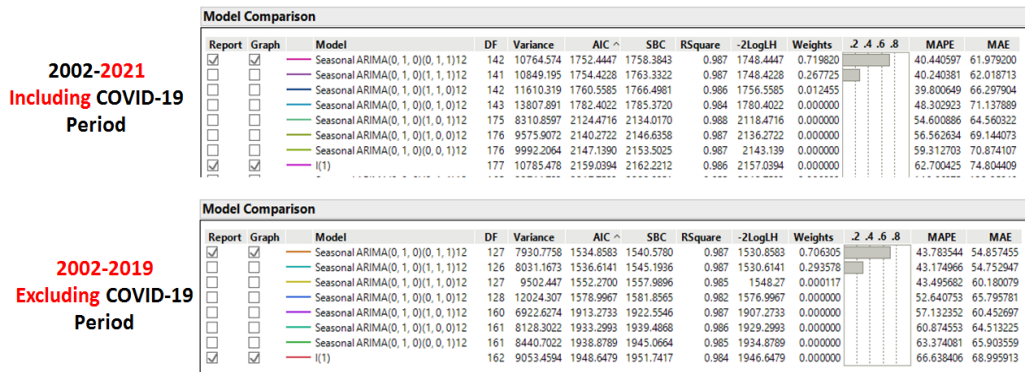 Model Comparison
Report Graph Model DF Variance AIC ^ SBC RSquare -2LogLH Weights .2 .4 .6 .8 MAPE MAE
Seasonal ARIMA(0, 1, 0)(0, 1, 1)12 142 10764.574 1752.4447 1758.3843 0.987 1748.4447 0.719820 40.440597 61.979200
Seasonal ARIMA(0, 1, 0)(1, 1, 1)12 141 10849.195 1754.4228 1763.3322 0.987 1748.4228 0.267725 40.240381 62.018713
Seasonal ARIMA(0, 1, 0)(1, 1, 0)12 142 11610.319 1760.5585 1766.4981 0.986 1756.5585 0.012455 39.800649 66.297904
Seasonal ARIMA(0, 1, 0)(0, 1, 0)12 143 13807.891 1782.4022 1785.3720 0.984 1780.4022 0.000000 48.302923 71.137889
Seasonal ARIMA(0, 1, 0)(1, 0, 1)12 175 8310.8597 2124.4716 2134.0170 0.988 2118.4716 0.000000 54.600886 64.560322
Seasonal ARIMA(0, 1, 0)(1, 0, 0)12 176 9575.9072 2140.2722 2146.6358 0.987 2136.2722 0.000000 56.562634 69.144073
Seasonal ARIMA(0, 1, 0)(0, 0, 1)12 176 9992.2064 2147.1390 2153.5025 0.987 2143.139 0.000000 59.312703 70.874107
I(1) 177 10785.478 2159.0394 2162.2212 0.986 2157.0394 0.000000 62.700425 74.804409
2002-2021
Including COVID-19
Period
Model Comparison
Report Graph Model DF Variance AIC ^ SBC RSquare -2LogLH Weights .2 .4 .6 .8 MAPE MAE
Seasonal ARIMA(0, 1, 0)(0, 1, 1)12 127 7930.7758 1534.8583 1540.5780 0.987 1530.8583 0.706305 43.783544 54.857455
Seasonal ARIMA(0, 1, 0)(1, 1, 1)12 126 8031.1673 1536.6141 1545.1936 0.987 1530.6141 0.293578 43.174966 54.752947
Seasonal ARIMA(0, 1, 0)(1, 1, 0)12 127 9502.447 1552.2700 1557.9896 0.985 1548.27 0.000117 43.495682 60.180079
Seasonal ARIMA(0, 1, 0)(0, 1, 0)12 128 12024.307 1578.9967 1581.8565 0.982 1576.9967 0.000000 52.640753 65.795781
Seasonal ARIMA(0, 1, 0)(1, 0, 1)12 160 6922.6274 1913.2733 1922.5546 0.987 1907.2733 0.000000 57.132352 60.452697
Seasonal ARIMA(0, 1, 0)(1, 0, 0)12 161 8128.3022 1933.2993 1939.4868 0.986 1929.2993 0.000000 60.874553 64.513225
Seasonal ARIMA(0, 1, 0)(0, 0, 1)12 161 8440.7022 1938.8789 1945.0664 0.985 1934.8789 0.000000 63.374081 65.903559
I(1) 162 9053.4594 1948.6479 1951.7417 0.984 1946.6479 0.000000 66.638406 68.995913
2002-2019
Excluding COVID-19
Period